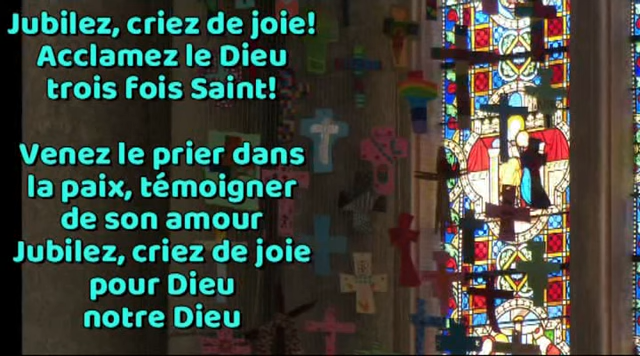 Jubilez, criez de joie!
Acclamez le Dieu
trois fois Saint!
Venez le prier dans
la paix, témoigner
de son amour
Jubilez, criez de joie
pour Dieu
notre Dieu